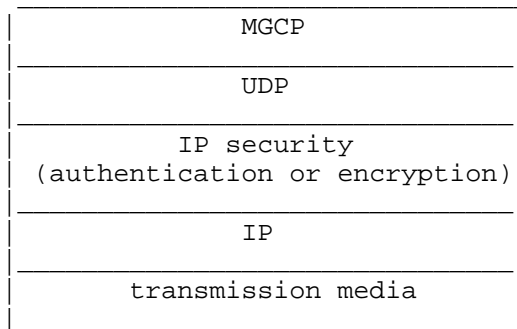 MGCP
UDP
IP security
(authentication or encryption)
IP
transmission media